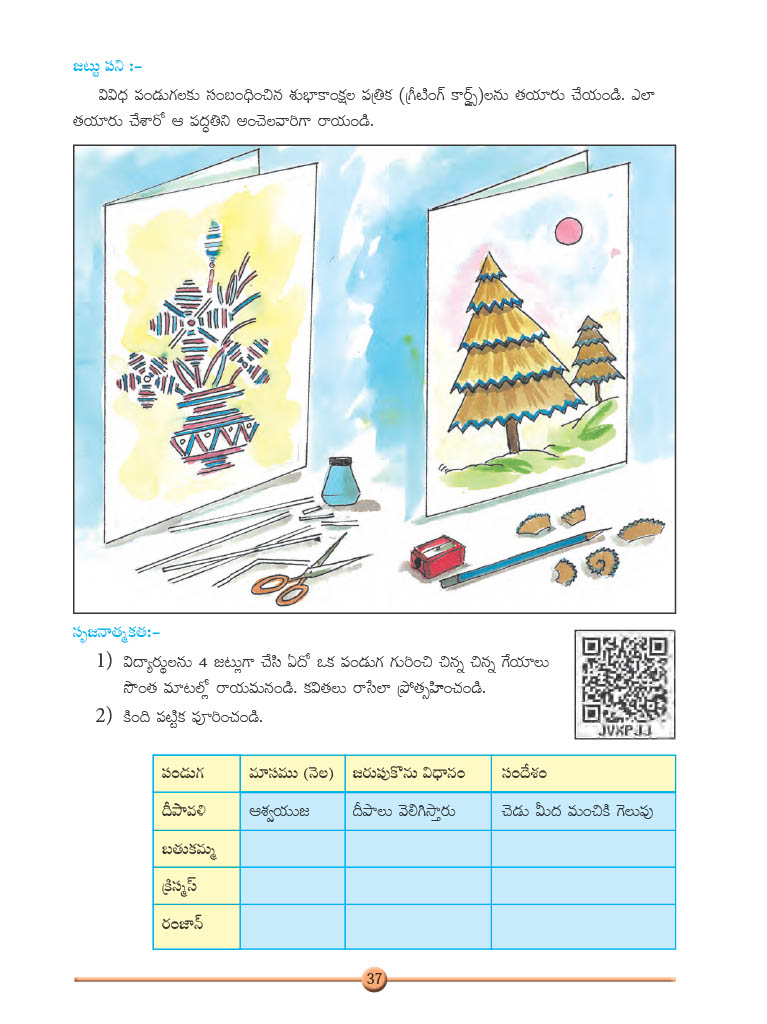 జట్టు పని :-
వివిధ పండుగలకు సంబంధించిన శుభాకాంక్షల పత్రిక (గ్రీటింగ్ కార్డ్స్)లను తయారు చేయండి. ఎలా
తయారు చేశారో ఆ పద్ధతిని అంచెలవారిగా రాయండి.
సృజనాత్మకత:-
1) విద్యార్థులను 4 జట్లుగా చేసి ఏదో ఒక పండుగ గురించి చిన్న చిన్న గేయాలు
సొంత మాటల్లో రాయమనండి. కవితలు రాసేలా ప్రోత్సహించండి.
2) కింది పట్టిక పూరించండి.
JVXPJJ
పండుగ మాసము (నెల) జరుపుకొను విధానం సందేశం
దీపావళి ఆశ్వయుజ దీపాలు వెలిగిస్తారు చెడు మీద మంచికి గెలుపు
బతుకమ్మ
క్రిస్మస్
రంజాన్
37